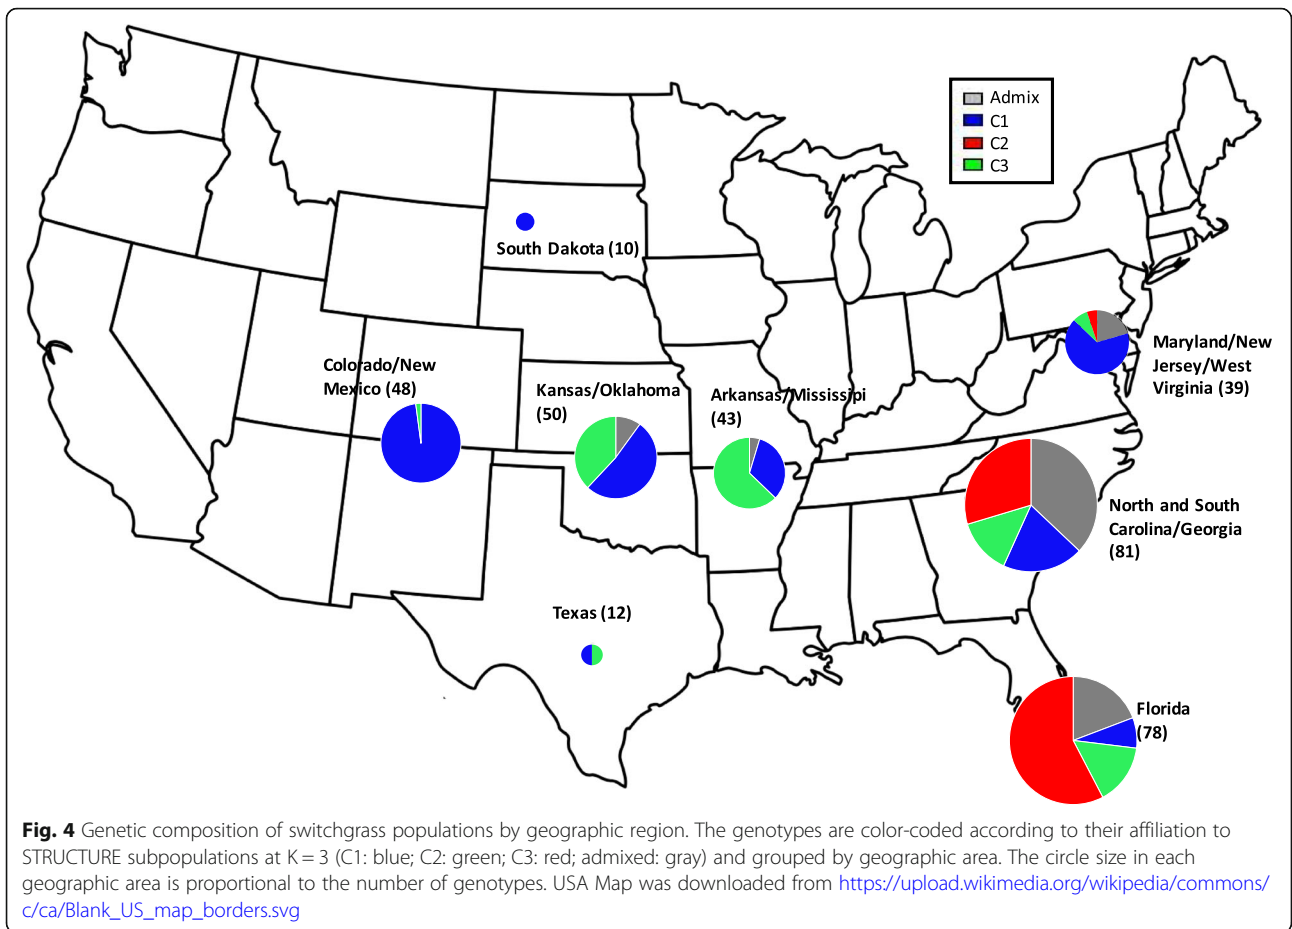 Admix
C1
C2
C3
South Dakota (10)
Colorado/New
Mexico (48)
Kansas/Oklahoma
(50)
Arkansas/Mississipi
(43)
Maryland/New
Jersey/West
Virginia (39)
North and South
Carolina/Georgia
(81)
Texas (12)
Florida
(78)
Fig. 4 Genetic composition of switchgrass populations by geographic region. The genotypes are color-coded according to their affiliation to
STRUCTURE subpopulations at K = 3 (C1: blue; C2: green; C3: red; admixed: gray) and grouped by geographic area. The circle size in each
geographic area is proportional to the number of genotypes. USA Map was downloaded from https://upload.wikimedia.org/wikipedia/commons/
c/ca/Blank_US_map_borders.svg